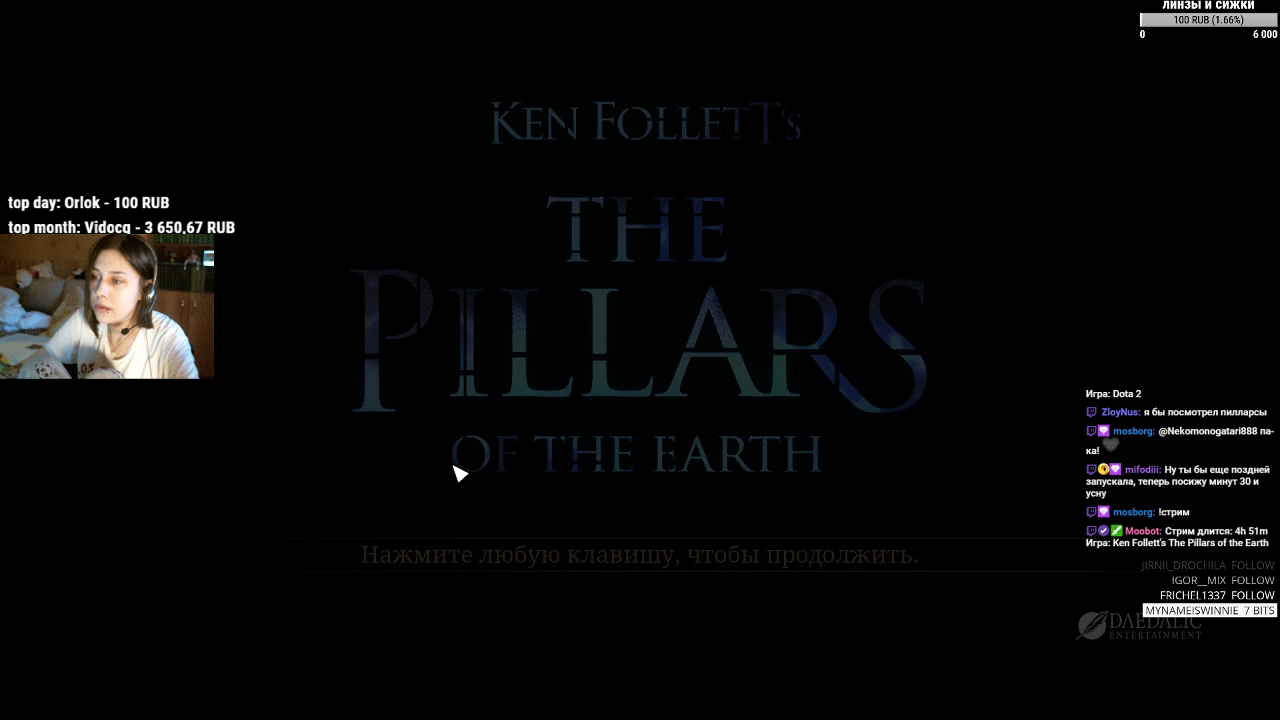 ЛИНЗЫ И СИЖКИ
100 RUB (1.66%)
0 6 000
KEN FOLLETT'S
THE
PILLARS
OF THE EARTH
top day: Orlok - 100 RUB
top month: Vidocq - 3 650,67 RUB
Нажмите любую клавишу, чтобы продолжить.
Игра: Dota 2
ZloyNus: я бы посмотрел пилларсы
mosborg: @Nekomonogatari888 па-
ка!
mifodiii: Ну ты бы еще поздней
запускала, теперь посижу минут 30 и
усну
mosborg: !стрим
Moobot: Стрим длится: 4h 51m
Игра: Ken Follett's The Pillars of the Earth
JIRNII_DROCHILA FOLLOW
IGOR__MIX FOLLOW
FRICHEL1337 FOLLOW
MYNAMEISWINNIE 7 BITS
DAEDALIC
ENTERTAINMENT